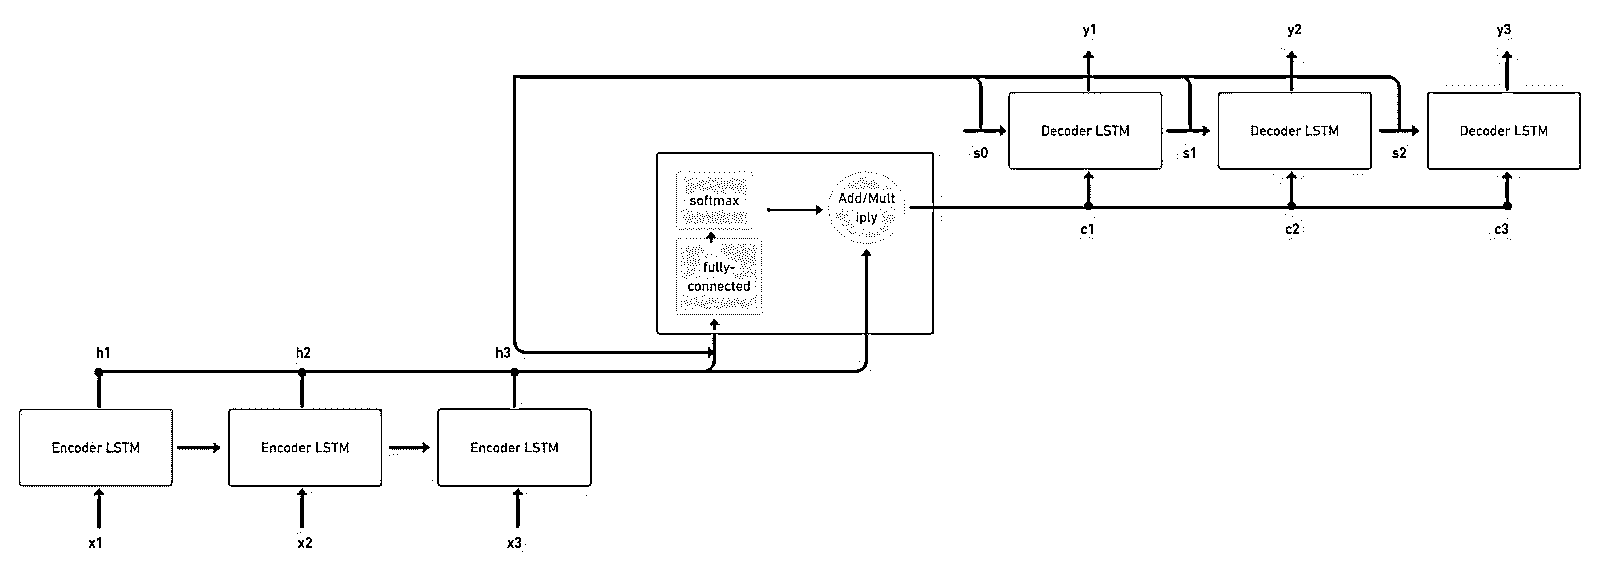 y1 y2 y3
Decoder LSTM Decoder LSTM Decoder LSTM
s0 s1 s2
softmax
Add/Mult
iply
c1 c2 c3
fully-
connected
h1 h2 h3
Encoder LSTM Encoder LSTM Encoder LSTM
x1 x2 x3